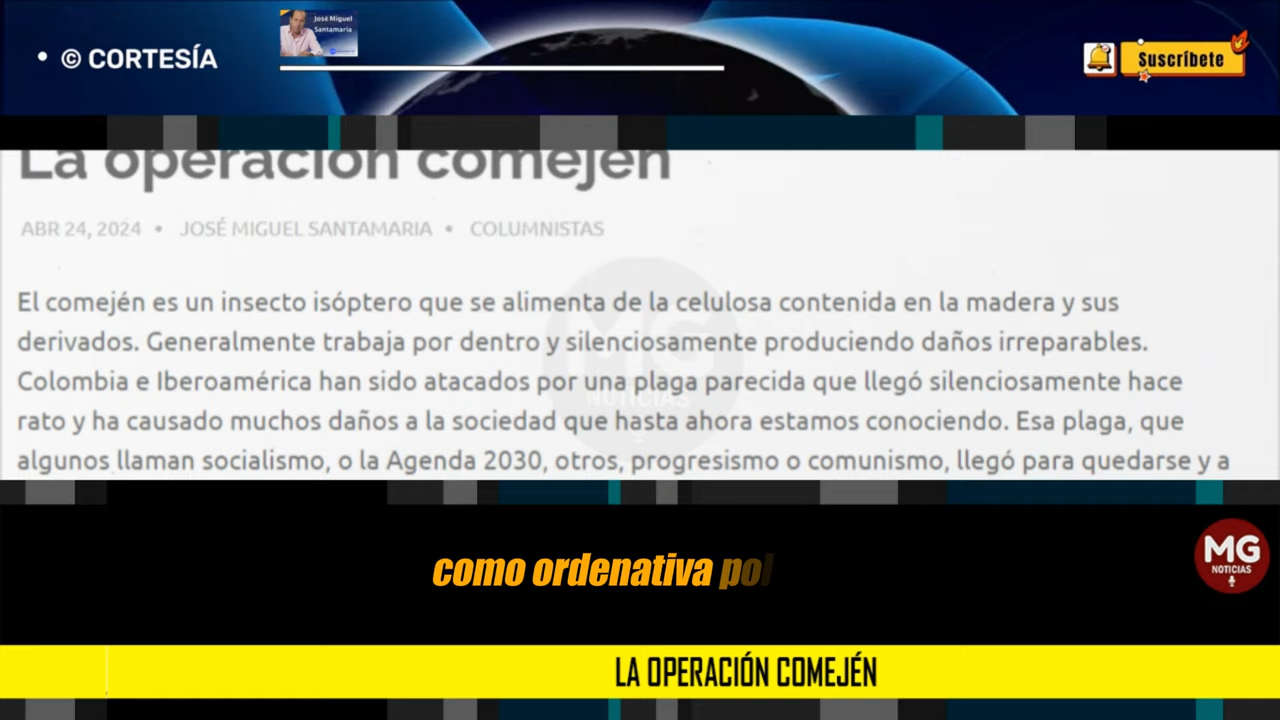 © CORTESÍA
José Miguel
Santamaria
Suscríbete
La operación comején
ABR 24, 2024 • JOSÉ MIGUEL SANTAMARIA • COLUMNISTAS
El comején es un insecto isóptero que se alimenta de la celulosa contenida en la madera y sus
derivados. Generalmente trabaja por dentro y silenciosamente produciendo daños irreparables.
Colombia e Iberoamérica han sido atacados por una plaga parecida que llegó silenciosamente hace
rato y ha causado muchos daños a la sociedad que hasta ahora estamos conociendo. Esa plaga, que
algunos llaman socialismo, o la Agenda 2030, otros, progresismo o comunismo, llegó para quedarse y a
MG
NOTICIAS
como ordenativa pol
MG
NOTICIAS
LA OPERACIÓN COMEJÉN